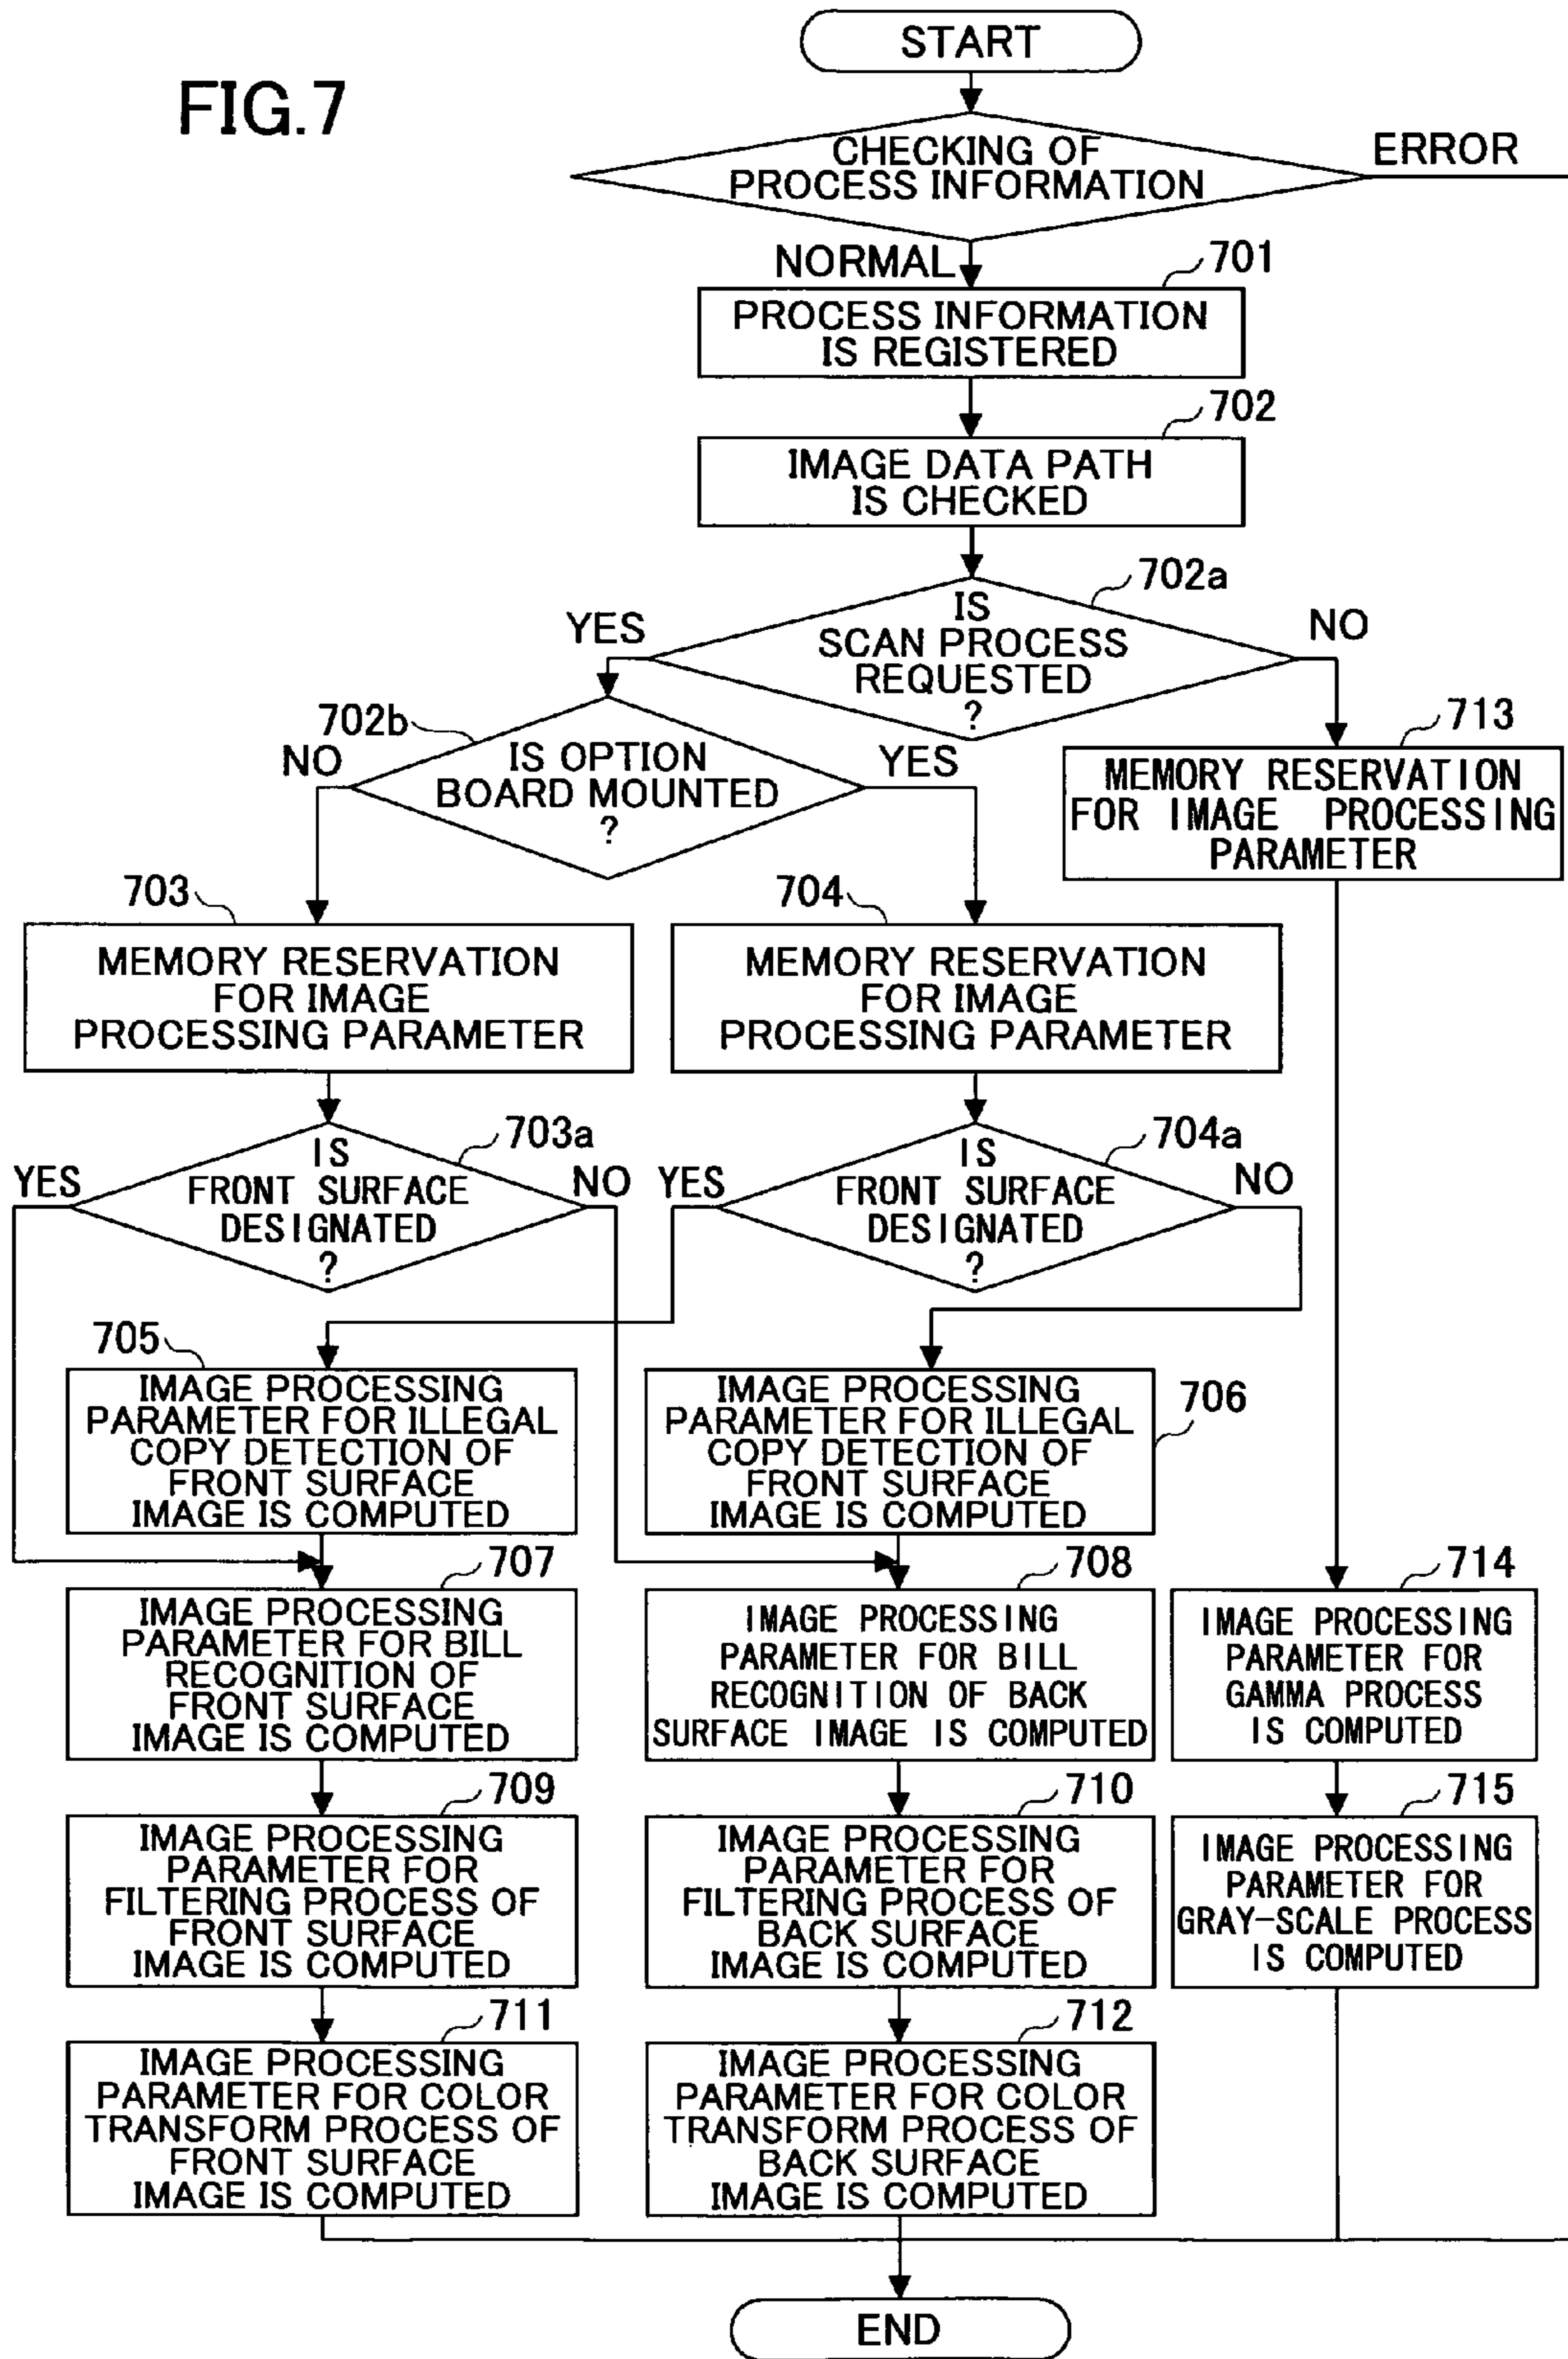 FIG.7
START
CHECKING OF
PROCESS INFORMATION
ERROR
NORMAL
701
PROCESS INFORMATION
IS REGISTERED
702
IMAGE DATA PATH
IS CHECKED
702a
IS
SCAN PROCESS
REQUESTED
?
YES
NO
702b
IS OPTION
BOARD MOUNTED
?
NO
YES
713
MEMORY RESERVATION
FOR IMAGE PROCESSING
PARAMETER
703
MEMORY RESERVATION
FOR IMAGE
PROCESSING PARAMETER
704
MEMORY RESERVATION
FOR IMAGE
PROCESSING PARAMETER
703a
IS
FRONT SURFACE
DESIGNATED
?
YES
NO
704a
IS
FRONT SURFACE
DESIGNATED
?
YES
NO
705
IMAGE PROCESSING
PARAMETER FOR ILLEGAL
COPY DETECTION OF
FRONT SURFACE
IMAGE IS COMPUTED
706
IMAGE PROCESSING
PARAMETER FOR ILLEGAL
COPY DETECTION OF
FRONT SURFACE
IMAGE IS COMPUTED
707
IMAGE PROCESSING
PARAMETER FOR BILL
RECOGNITION OF
FRONT SURFACE
IMAGE IS COMPUTED
708
IMAGE PROCESSING
PARAMETER FOR BILL
RECOGNITION OF BACK
SURFACE IMAGE IS COMPUTED
714
IMAGE PROCESSING
PARAMETER FOR
GAMMA PROCESS
IS COMPUTED
709
IMAGE PROCESSING
PARAMETER FOR
FILTERING PROCESS OF
FRONT SURFACE
IMAGE IS COMPUTED
710
IMAGE PROCESSING
PARAMETER FOR
FILTERING PROCESS OF
BACK SURFACE
IMAGE IS COMPUTED
715
IMAGE PROCESSING
PARAMETER FOR
GRAY-SCALE PROCESS
IS COMPUTED
711
IMAGE PROCESSING
PARAMETER FOR COLOR
TRANSFORM PROCESS OF
FRONT SURFACE
IMAGE IS COMPUTED
712
IMAGE PROCESSING
PARAMETER FOR COLOR
TRANSFORM PROCESS OF
BACK SURFACE
IMAGE IS COMPUTED
END